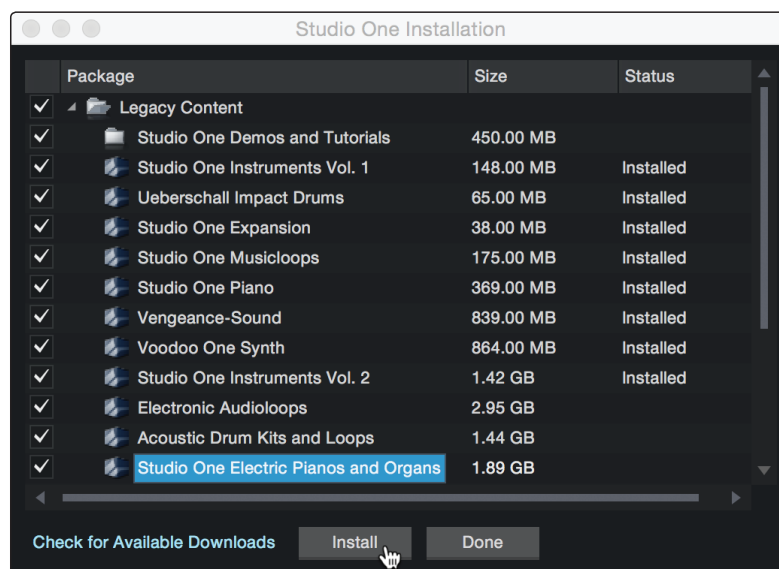 Studio One Installation
Package Size Status
Legacy Content
Studio One Demos and Tutorials 450.00 MB
Studio One Instruments Vol. 1 148.00 MB Installed
Ueberschall Impact Drums 65.00 MB Installed
Studio One Expansion 38.00 MB Installed
Studio One Musicloops 175.00 MB Installed
Studio One Piano 369.00 MB Installed
Vengeance-Sound 839.00 MB Installed
Voodoo One Synth 864.00 MB Installed
Studio One Instruments Vol. 2 1.42 GB Installed
Electronic Audioloops 2.95 GB
Acoustic Drum Kits and Loops 1.44 GB
Studio One Electric Pianos and Organs 1.89 GB
Check for Available Downloads Install Done